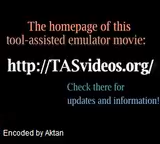 The homepage of this
tool-assisted emulator movie:
http://TASvideos.org/
Check there for
updates and information!
Encoded by Aktan